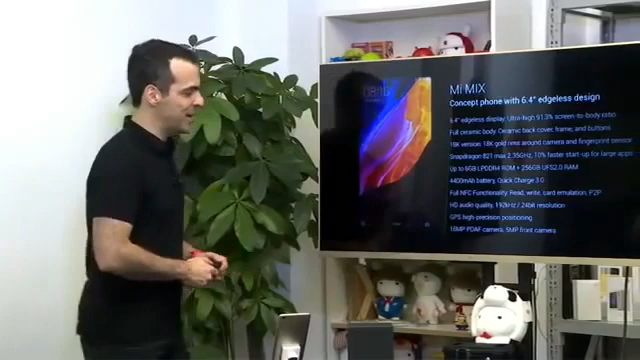 08:16
Mi MIX
Concept phone with 6.4" edgeless design
6.4" edgeless display: Ultra-high 91.3% screen-to-body ratio
Full ceramic body: Ceramic back cover, frame, and buttons
18K version: 18K gold rims around camera and fingerprint sensor
Snapdragon 821 max 2.35GHz, 10% faster start-up for large apps
Up to 6GB LPDDR4 ROM + 256GB UFS2.0 RAM
4400mAh battery, Quick Charge 3.0
Full NFC Functionality: Read, write, card emulation, P2P
HD audio quality, 192kHz / 24bit resolution
GPS high-precision positioning
16MP PDAF camera, 5MP front camera